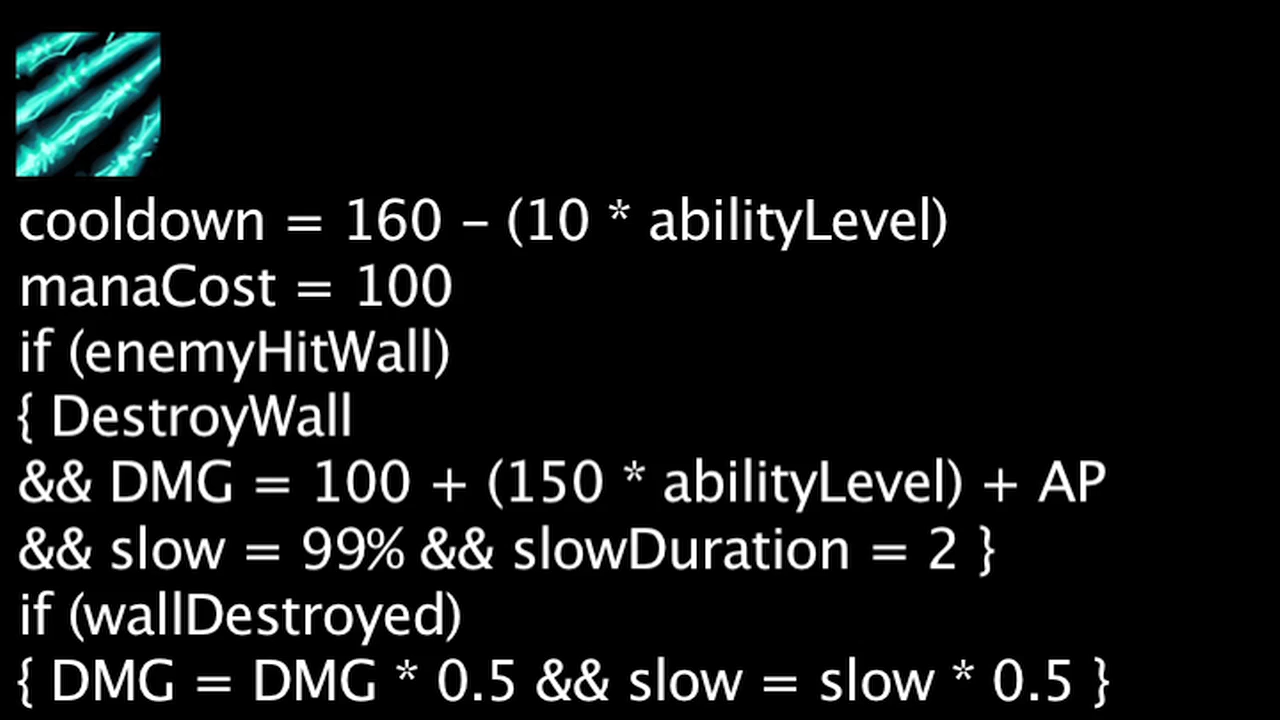 cooldown = 160 – (10 * abilityLevel)
manaCost = 100
if (enemyHitWall)
{ DestroyWall
&& DMG = 100 + (150 * abilityLevel) + AP
&& slow = 99% && slowDuration = 2 }
if (wallDestroyed)
{ DMG = DMG * 0.5 && slow = slow * 0.5 }